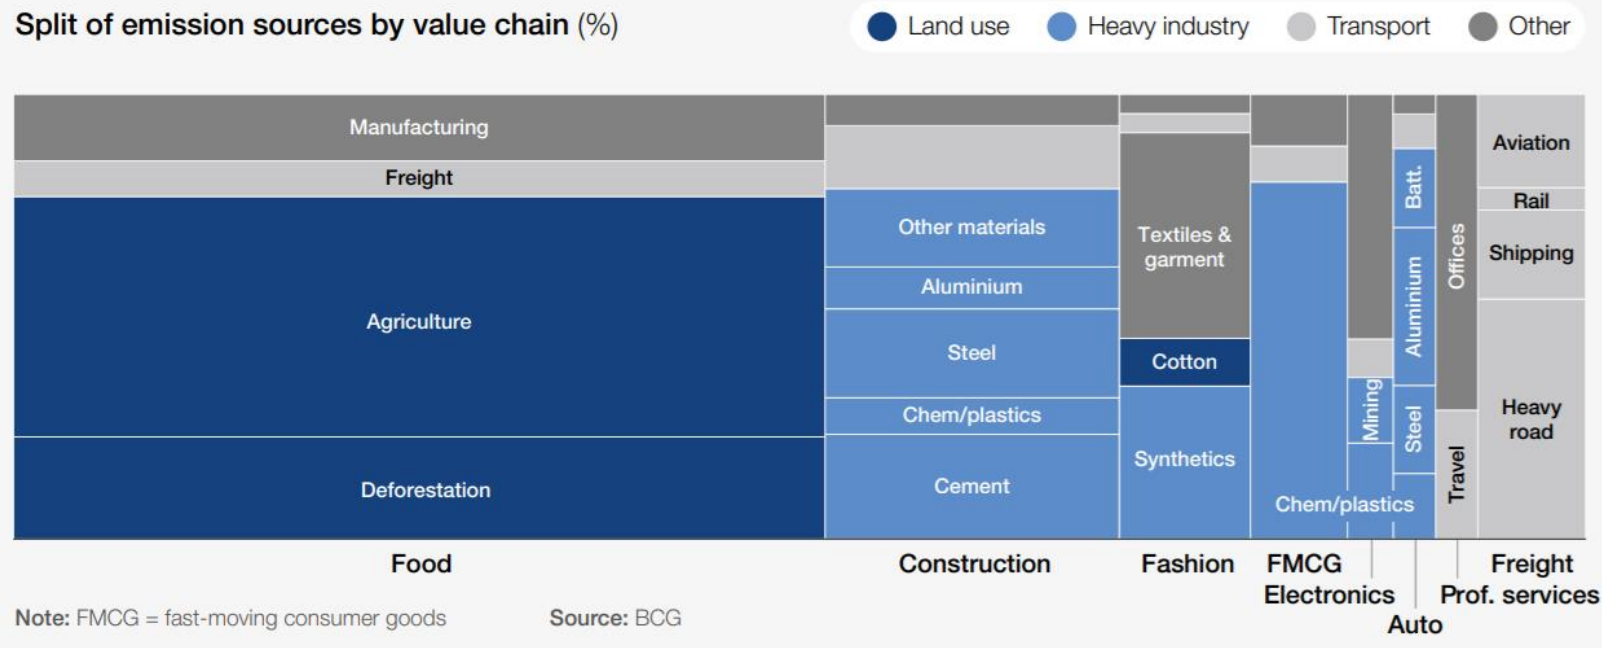 Split of emission sources by value chain (%)
Land use
Heavy industry
Transport
Other
Manufacturing
Freight
Agriculture
Deforestation
Other materials
Aluminium
Steel
Chem/plastics
Cement
Textiles &
garment
Cotton
Synthetics
Mining
Batt.
Aluminium
Steel
Chem/plastics
Offices
Travel
Aviation
Rail
Shipping
Heavy
road
Food
Construction
Fashion
FMCG
Electronics
Auto
Prof. services
Freight
Note: FMCG = fast-moving consumer goods
Source: BCG